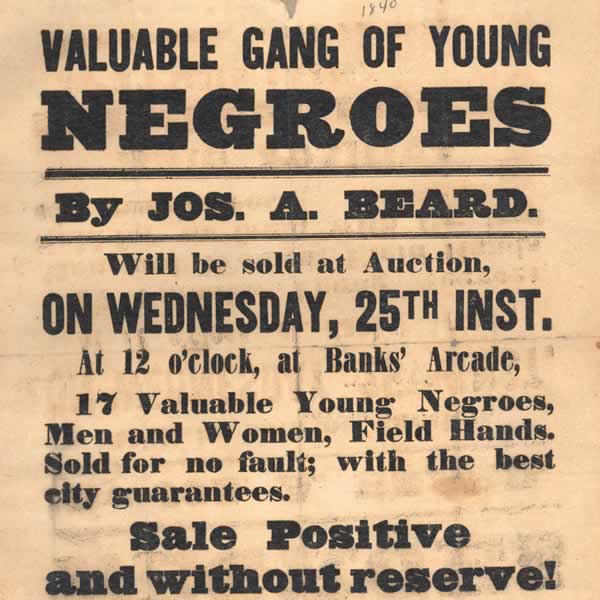 1840
VALUABLE GANG OF YOUNG
NEGROES
By JOS. A. BEARD.
Will be sold at Auction,
ON WEDNESDAY, 25TH INST.
At 12 o'clock, at Banks' Arcade,
17 Valuable Young Negroes,
Men and Women, Field Hands.
Sold for no fault; with the best
city guarantees.
Sale Positive
and without reserve!